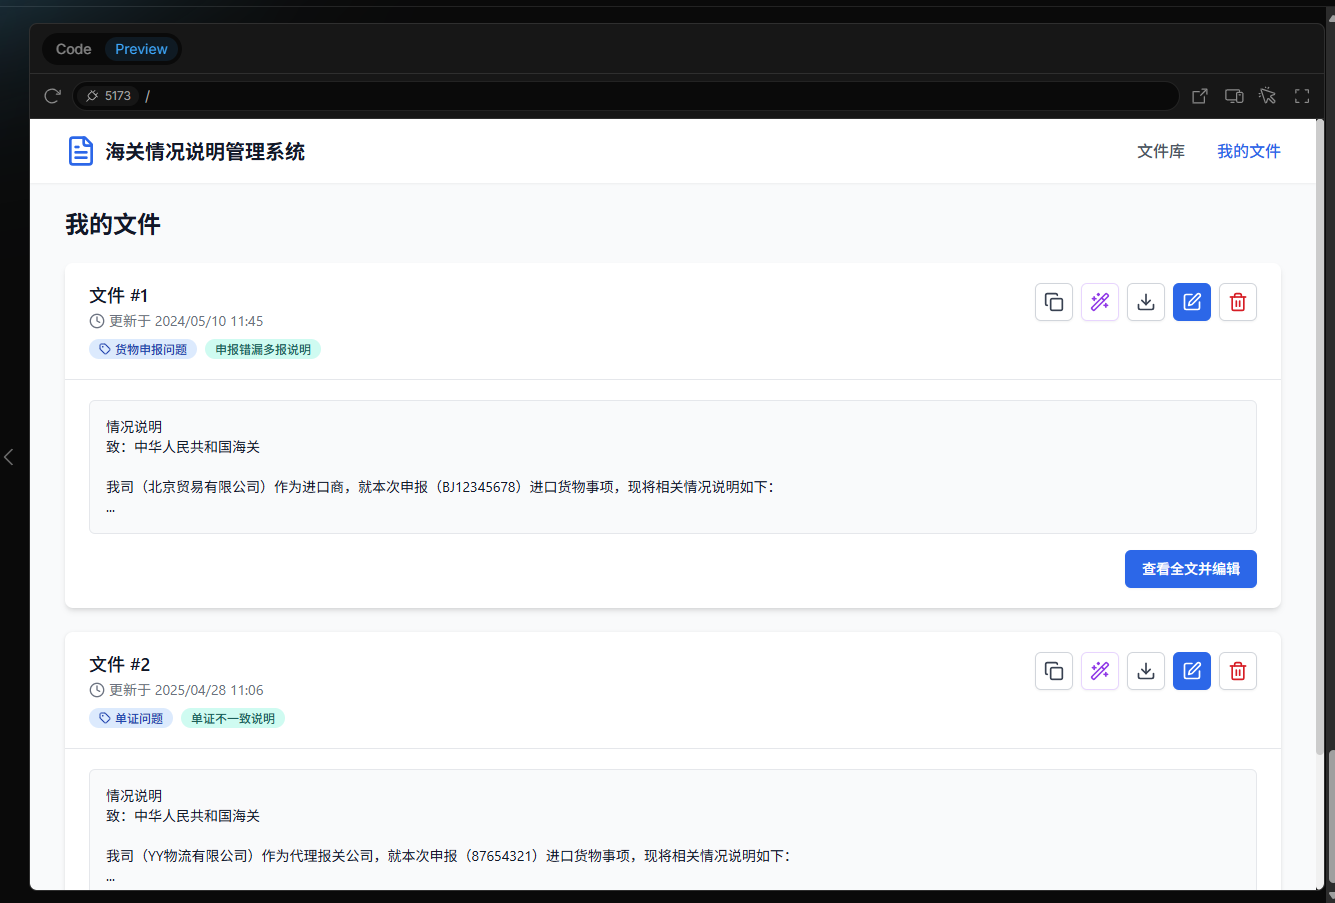 Code Preview
5173 /
海关情况说明管理系统 文件库 我的文件
我的文件
文件 #1
更新于 2024/05/10 11:45
货物申报问题 申报错漏多报说明
情况说明
致：中华人民共和国海关
我司（北京贸易有限公司）作为进口商，就本次申报（BJ12345678）进口货物事项，现将相关情况说明如下：
...
查看全文并编辑
文件 #2
更新于 2025/04/28 11:06
单证问题 单证不一致说明
情况说明
致：中华人民共和国海关
我司（YY物流有限公司）作为代理报关公司，就本次申报（87654321）进口货物事项，现将相关情况说明如下：
...